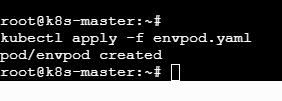 root@k8s-master:~#
kubectl apply -f envpod.yaml
pod/envpod created
root@k8s-master:~#